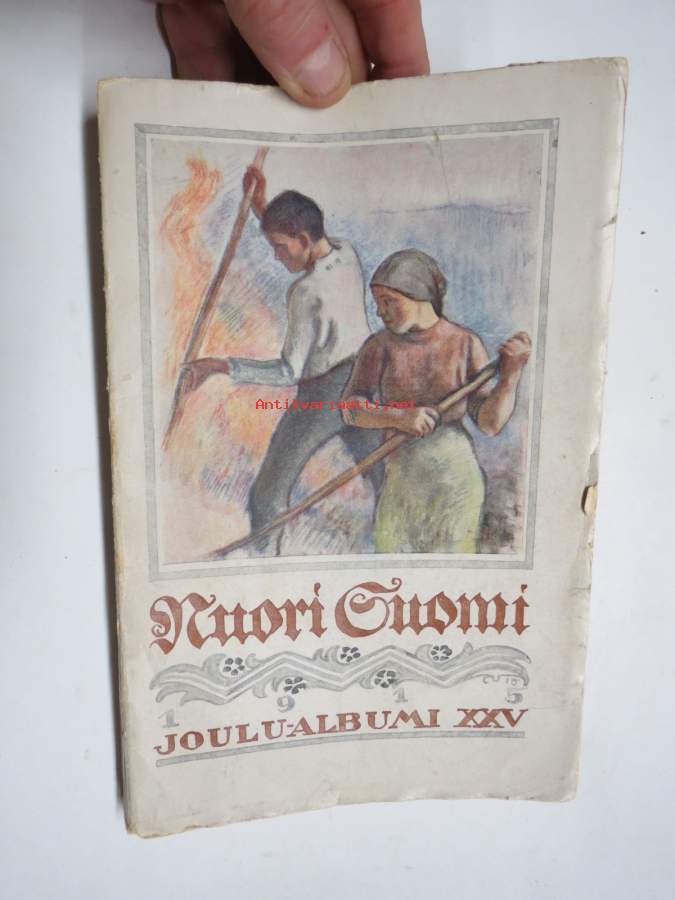 Antikvariaatti.net
Nuori Suomi
1 9 1 5
JOULU-ALBUMI XXV